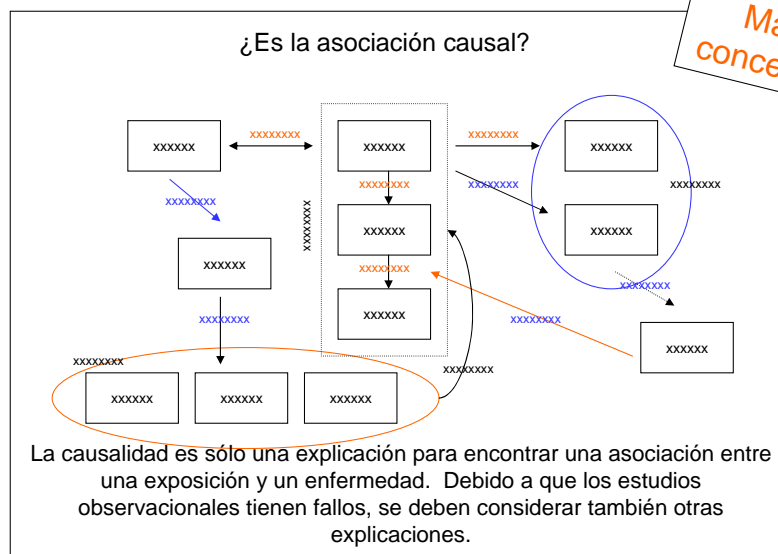 ¿Es la asociación causal?
xxxxxx
xxxxxxxx
xxxxxx
xxxxxxxx
xxxxxx
xxxxxxxx
xxxxxxxx
xxxxxxxx
xxxxxxxx
xxxxxxxx
xxxxxx
xxxxxx
xxxxxx
xxxxxxxx
xxxxxxxx
xxxxxx
xxxxxxxx
xxxxxxxx
xxxxxx
xxxxxx
xxxxxxxx
xxxxxxxx
xxxxxx
xxxxxx
xxxxxx
La causalidad es sólo una explicación para encontrar una asociación entre
una exposición y un enfermedad. Debido a que los estudios
observacionales tienen fallos, se deben considerar también otras
explicaciones.